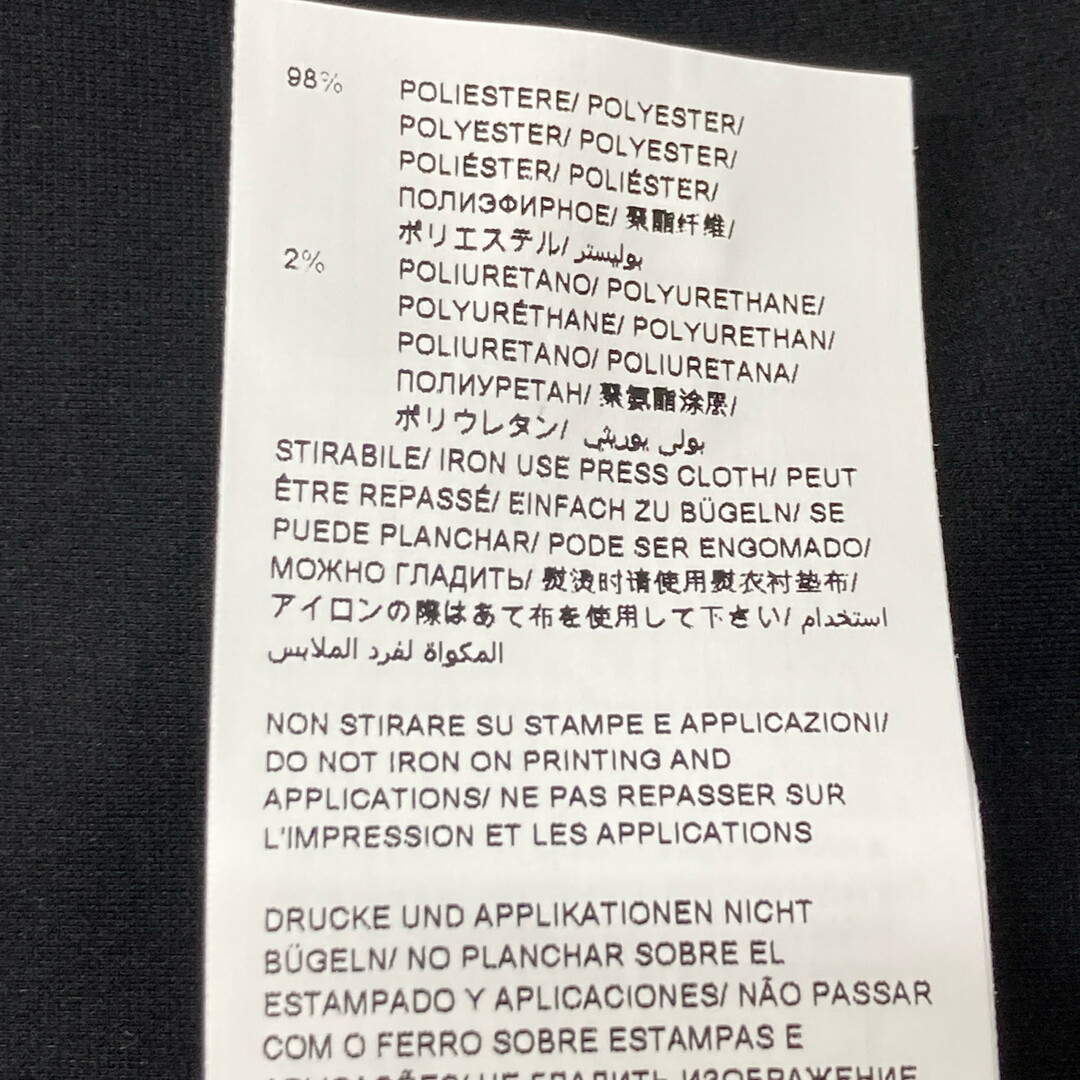 98% POLIESTERE/ POLYESTER/
POLYESTER/ POLYESTER/
POLIÉSTER/ POLIÉSTER/
ПОЛИЭФИРНОЕ/ 聚酯纤维/
ポリエステル/ بوليستر
2% POLIURETANO/ POLYURETHANE/
POLYURÉTHANE/ POLYURETHAN/
POLIURETANO/ POLIURETANA/
ПОЛИУРЕТАН/ 聚氨酯涂层/
ポリウレタン/ بولي
STIRABILE/ IRON USE PRESS CLOTH/ PEUT
ÊTRE REPASSÉ/ EINFACH ZU BÜGELN/ SE
PUEDE PLANCHAR/ PODE SER ENGOMADO/
МОЖНО ГЛАДИТЬ/ 熨烫时请使用熨衣衬垫布/
アイロンの際はあて布を使用して下さい/ استخدام
المكواة لفرد الملابس
NON STIRARE SU STAMPE E APPLICAZIONI/
DO NOT IRON ON PRINTING AND
APPLICATIONS/ NE PAS REPASSER SUR
L'IMPRESSION ET LES APPLICATIONS
DRUCKE UND APPLIKATIONEN NICHT
BÜGELN/ NO PLANCHAR SOBRE EL
ESTAMPADO Y APLICACIONES/ NÃO PASSAR
COM O FERRO SOBRE ESTAMPAS E
APLICAÇÕES/ НЕ ГЛАДИТЬ ИЗОБРАЖЕНИЕ